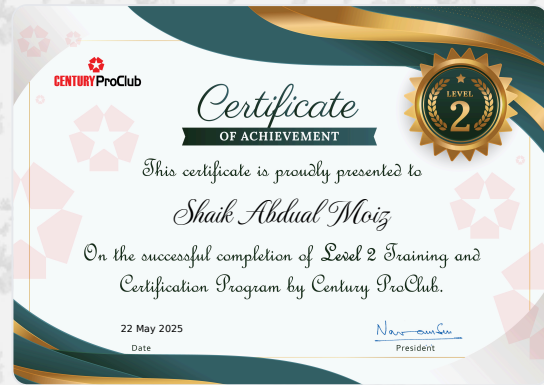 CENTURY ProClub
LEVEL
2
Certificate
OF ACHIEVEMENT
This certificate is proudly presented to
Shaik Abdual Moiz
On the successful completion of Level 2 Training and
Certification Program by Century ProClub.
22 May 2025
Date
President